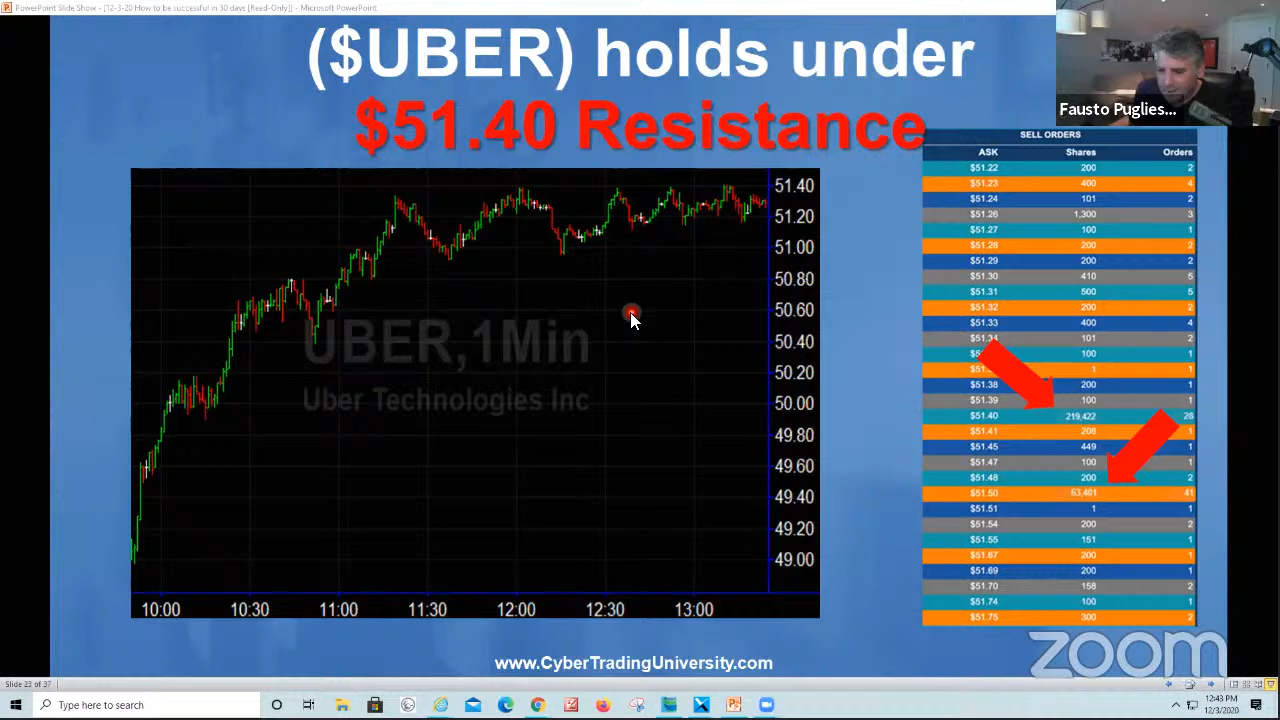 PowerPoint Slide Show - [12-3-20 How to be successful in 30 days [Read-Only]] - Microsoft PowerPoint
($UBER) holds under
$51.40 Resistance
Fausto Puglies...
SELL ORDERS
ASK Shares Orders
$51.22 200 2
$51.23 400 4
$51.24 101 2
$51.26 1,300 3
$51.27 100 1
$51.28 200 2
$51.29 200 2
$51.30 410 5
$51.31 500 5
$51.32 200 2
$51.33 400 4
$51.34 101 2
100 1
1 1
$51.38 200 1
$51.39 100 1
$51.40 219,422 28
$51.41 208 1
$51.45 449 1
$51.47 100 1
$51.48 200 2
$51.50 63,401 41
$51.51 1 1
$51.54 200 2
$51.55 151 1
$51.67 200 1
$51.69 200 1
$51.70 158 2
$51.74 100 1
$51.75 300 2
51.40
51.20
51.00
50.80
50.60
50.40
50.20
50.00
49.80
49.60
49.40
49.20
49.00
UBER,1Min
Uber Technologies Inc
10:00 10:30 11:00 11:30 12:00 12:30 13:00
www.CyberTradingUniversity.com
zoom
Slide 23 of 37
Type here to search
12:43 PM
12/3/2020